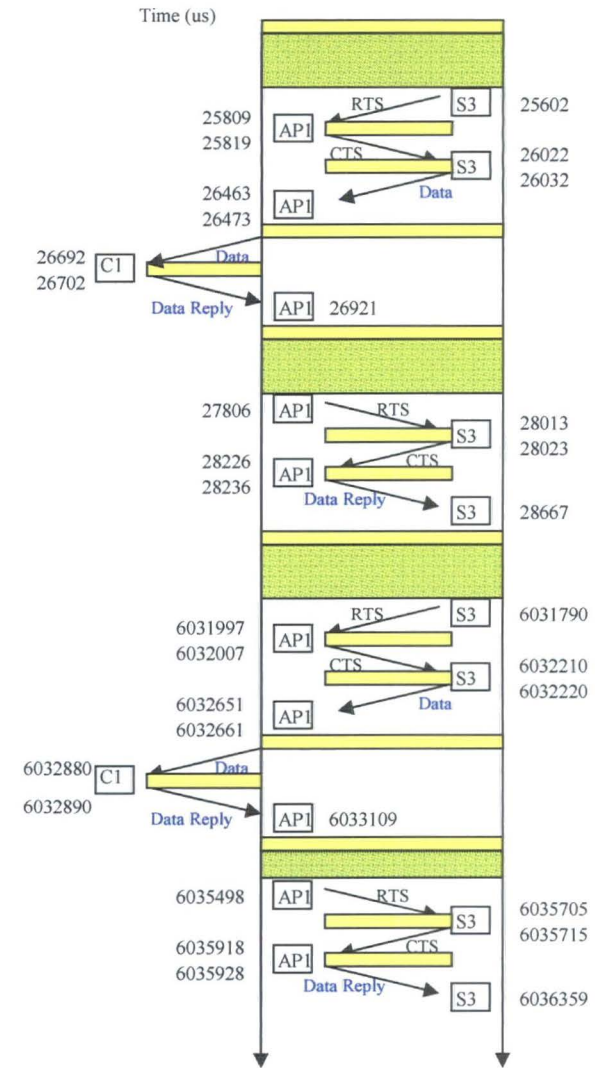 Time (us)
RTS S3 25602
25809 AP1
25819
CTS S3 26022
26032
26463 AP1 Data
26473
26692 C1 Data
26702
Data Reply AP1 26921
27806 AP1 RTS
S3 28013
28023
28226 AP1 CTS
28236
Data Reply S3 28667
RTS S3 6031790
6031997 AP1
6032007
CTS S3 6032210
6032220
6032651 AP1 Data
6032661
6032880 C1 Data
6032890
Data Reply AP1 6033109
6035498 AP1 RTS
S3 6035705
6035715
6035918 AP1 CTS
6035928
Data Reply S3 6036359